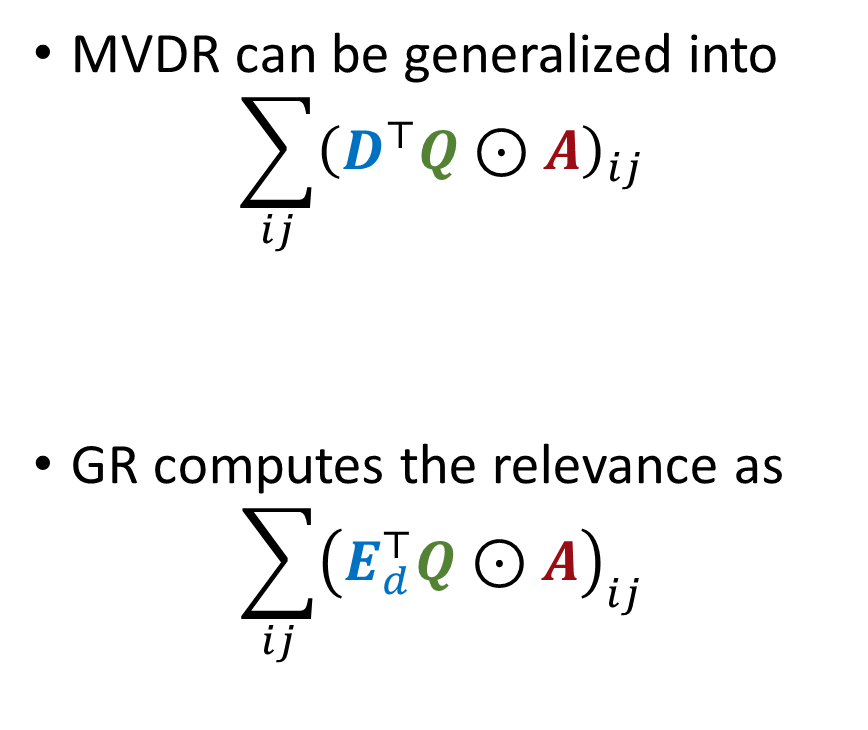 • MVDR can be generalized into
∑_{ij} (D^⊤Q ⊙ A)_{ij}
• GR computes the relevance as
∑_{ij} (E_d^⊤Q ⊙ A)_{ij}